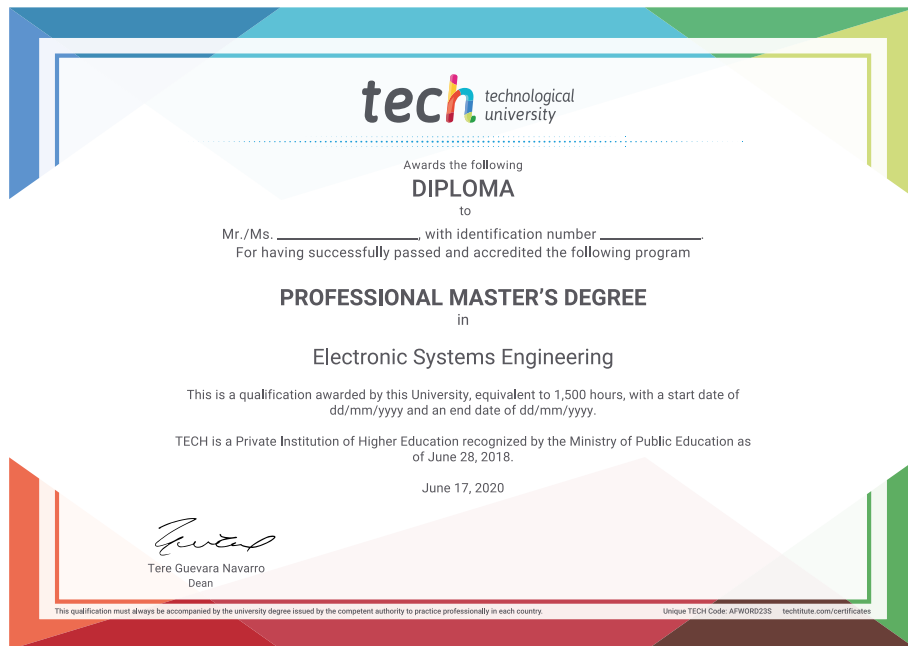 tech technological
university
Awards the following
DIPLOMA
to
Mr./Ms. ____________________, with identification number ______________.
For having successfully passed and accredited the following program
PROFESSIONAL MASTER'S DEGREE
in
Electronic Systems Engineering
This is a qualification awarded by this University, equivalent to 1,500 hours, with a start date of
dd/mm/yyyy and an end date of dd/mm/yyyy.
TECH is a Private Institution of Higher Education recognized by the Ministry of Public Education as
of June 28, 2018.
June 17, 2020
Tere Guevara Navarro
Dean
This qualification must always be accompanied by the university degree issued by the competent authority to practice professionally in each country. Unique TECH Code: AFWORD23S techtitute.com/certificates